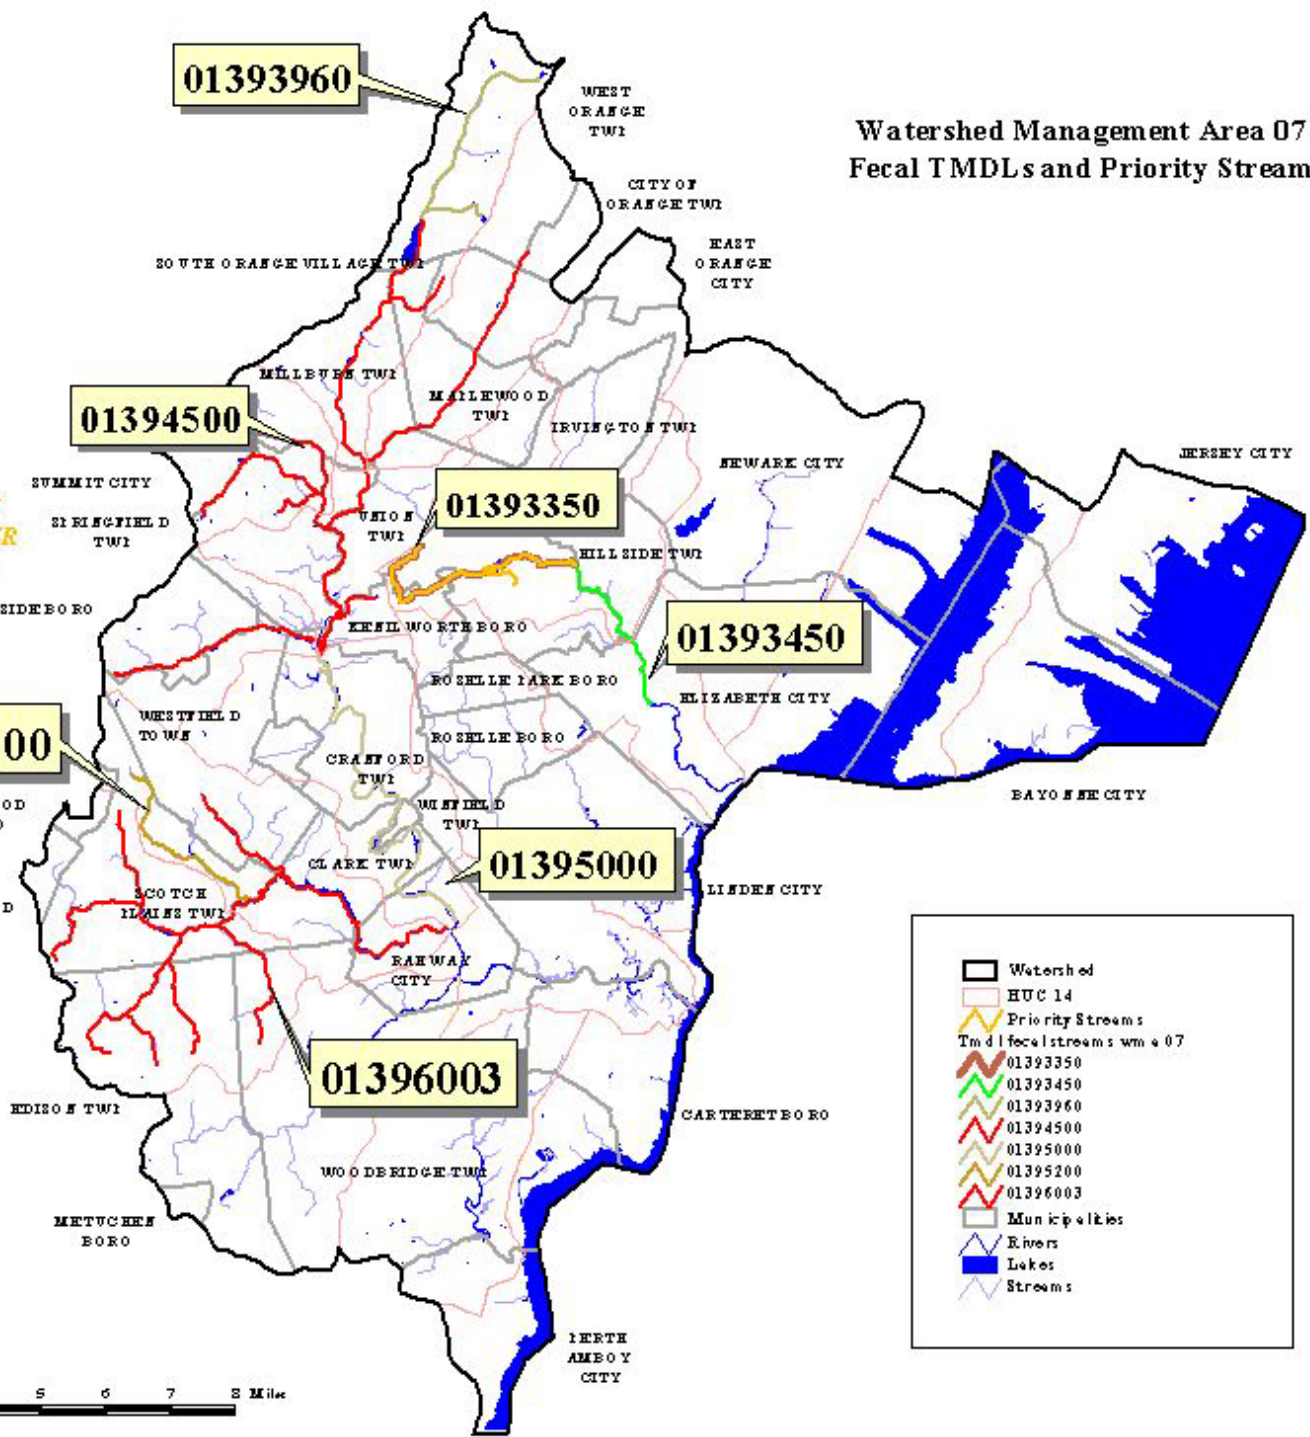 Watershed Management Area 07
Fecal TMDLs and Priority Stream
01393960
WEST
ORANGE
TWP
CITY OF
ORANGE TWP
EAST
ORANGE
CITY
SOUTH ORANGE VILLAGE TWP
MILLBURN TWP
MAPLEWOOD
TWP
01394500
IRVINGTON TWP
NEWARK CITY
JERSEY CITY
SUMMIT CITY
SPRINGFIELD
TWP
R
UNION
TWP
01393350
HILLSIDE TWP
SIDE BORO
KENILWORTH BORO
01393450
ROSELLE PARK BORO
ELIZABETH CITY
WESTFIELD
TOWN
ROSELLE BORO
00
CRANFORD
TWP
BAYONNE CITY
OD
WINFIELD
TWP
CLARK TWP
01395000
LINDEN CITY
D
SCOTCH
PLAINS TWP
RAHWAY
CITY
01396003
EDISON TWP
CARTERET BORO
WOODBRIDGE TWP
METUCHEN
BORO
PERTH
AMBOY
CITY
5 6 7 8 Miles
Watershed
HUC 14
Priority Streams
Tmdl fecal streams wma 07
01393350
01393450
01393960
01394500
01395000
01395200
01396003
Municipalities
Rivers
Lakes
Streams